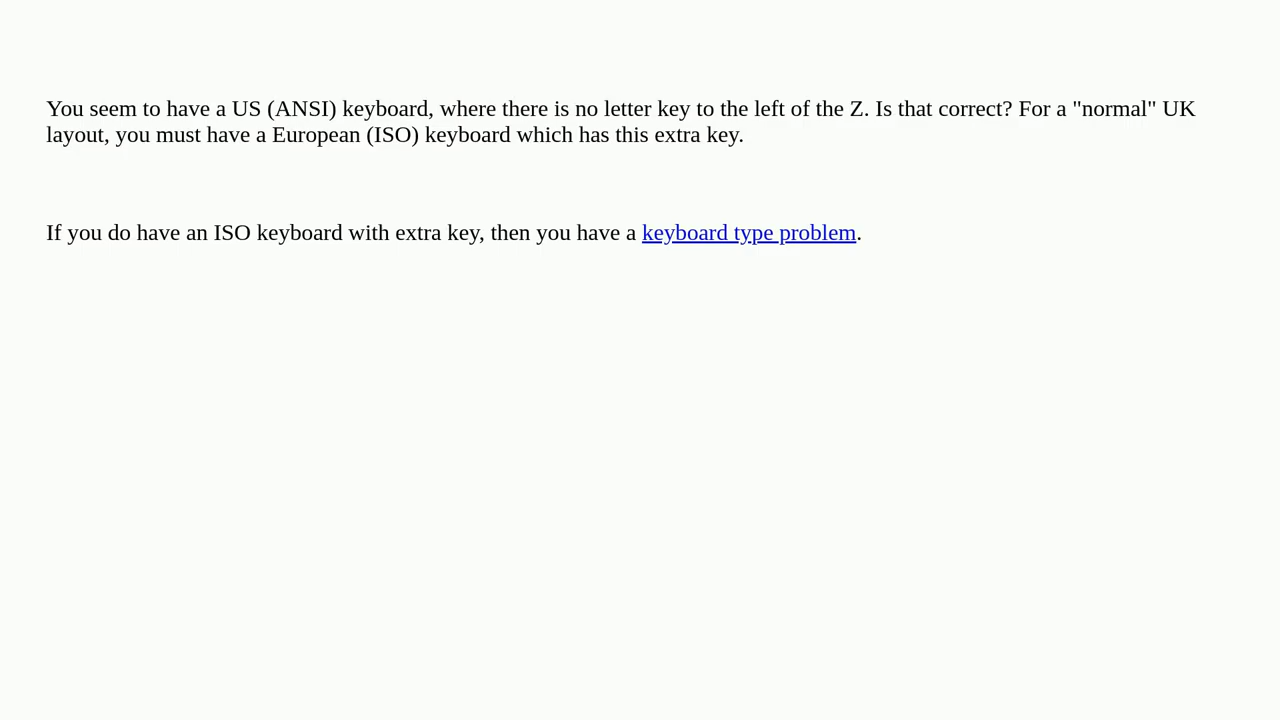 You seem to have a US (ANSI) keyboard, where there is no letter key to the left of the Z. Is that correct? For a "normal" UK
layout, you must have a European (ISO) keyboard which has this extra key.
If you do have an ISO keyboard with extra key, then you have a keyboard type problem.